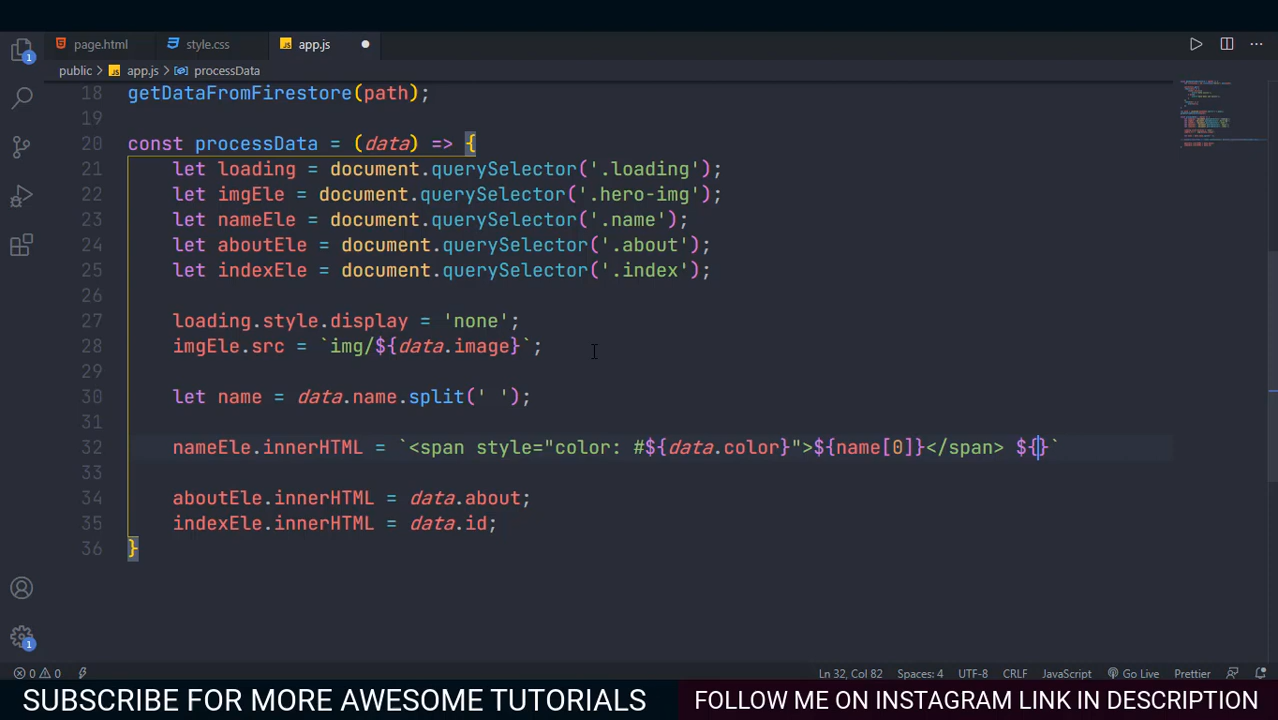 page.html style.css app.js
public > app.js > processData
18 getDataFromFirestore(path);
19
20 const processData = (data) => {
21 let loading = document.querySelector('.loading');
22 let imgEle = document.querySelector('.hero-img');
23 let nameEle = document.querySelector('.name');
24 let aboutEle = document.querySelector('.about');
25 let indexEle = document.querySelector('.index');
26
27 loading.style.display = 'none';
28 imgEle.src = `img/${data.image}`;
29
30 let name = data.name.split(' ');
31
32 nameEle.innerHTML = `<span style="color: #${data.color}">${name[0]}</span> ${}`
33
34 aboutEle.innerHTML = data.about;
35 indexEle.innerHTML = data.id;
36 }
1
JS
1
0 0 Ln 32, Col 82 Spaces: 4 UTF-8 CRLF JavaScript Go Live Prettier
SUBSCRIBE FOR MORE AWESOME TUTORIALS FOLLOW ME ON INSTAGRAM LINK IN DESCRIPTION